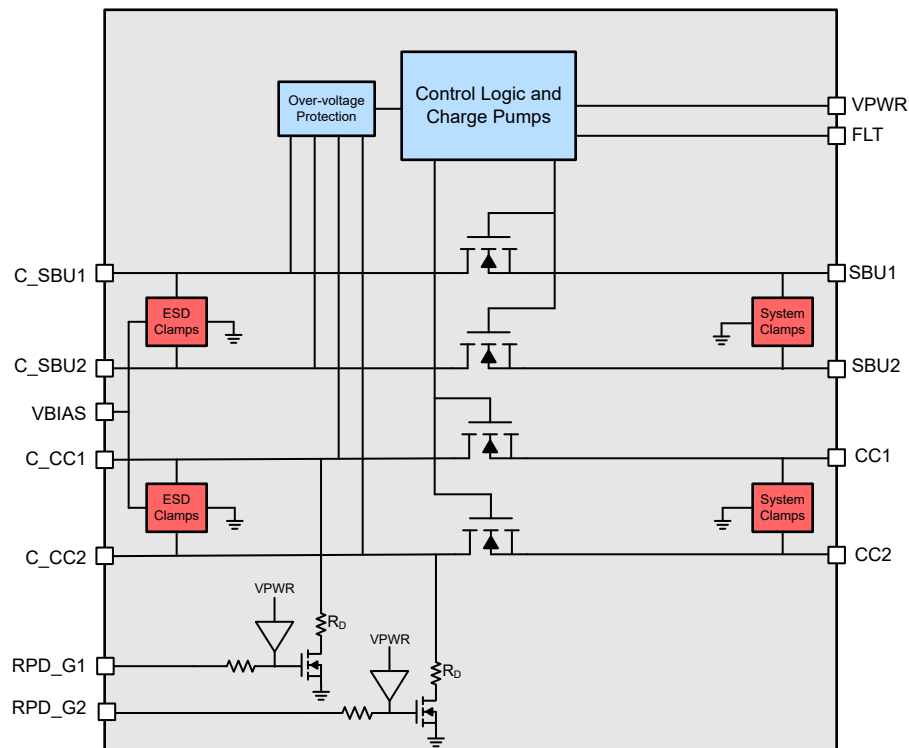 Over-voltage
Protection
Control Logic and
Charge Pumps
VPWR
FLT
C_SBU1
SBU1
ESD
Clamps
System
Clamps
C_SBU2
SBU2
VBIAS
C_CC1
CC1
ESD
Clamps
System
Clamps
C_CC2
CC2
VPWR
RD
RPD_G1
VPWR
RD
RPD_G2